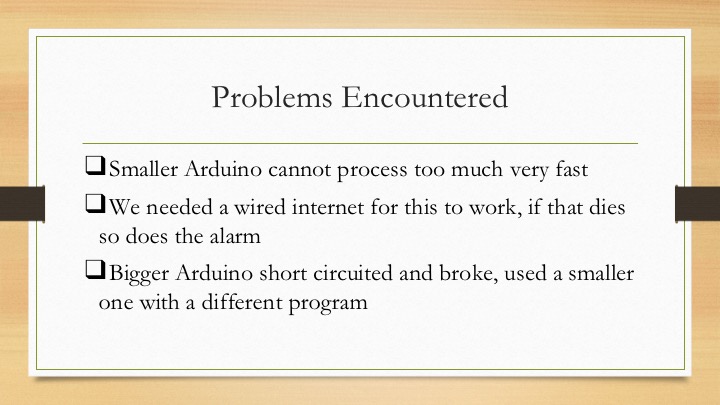 Problems Encountered
❑Smaller Arduino cannot process too much very fast
❑We needed a wired internet for this to work, if that dies
so does the alarm
❑Bigger Arduino short circuited and broke, used a smaller
one with a different program